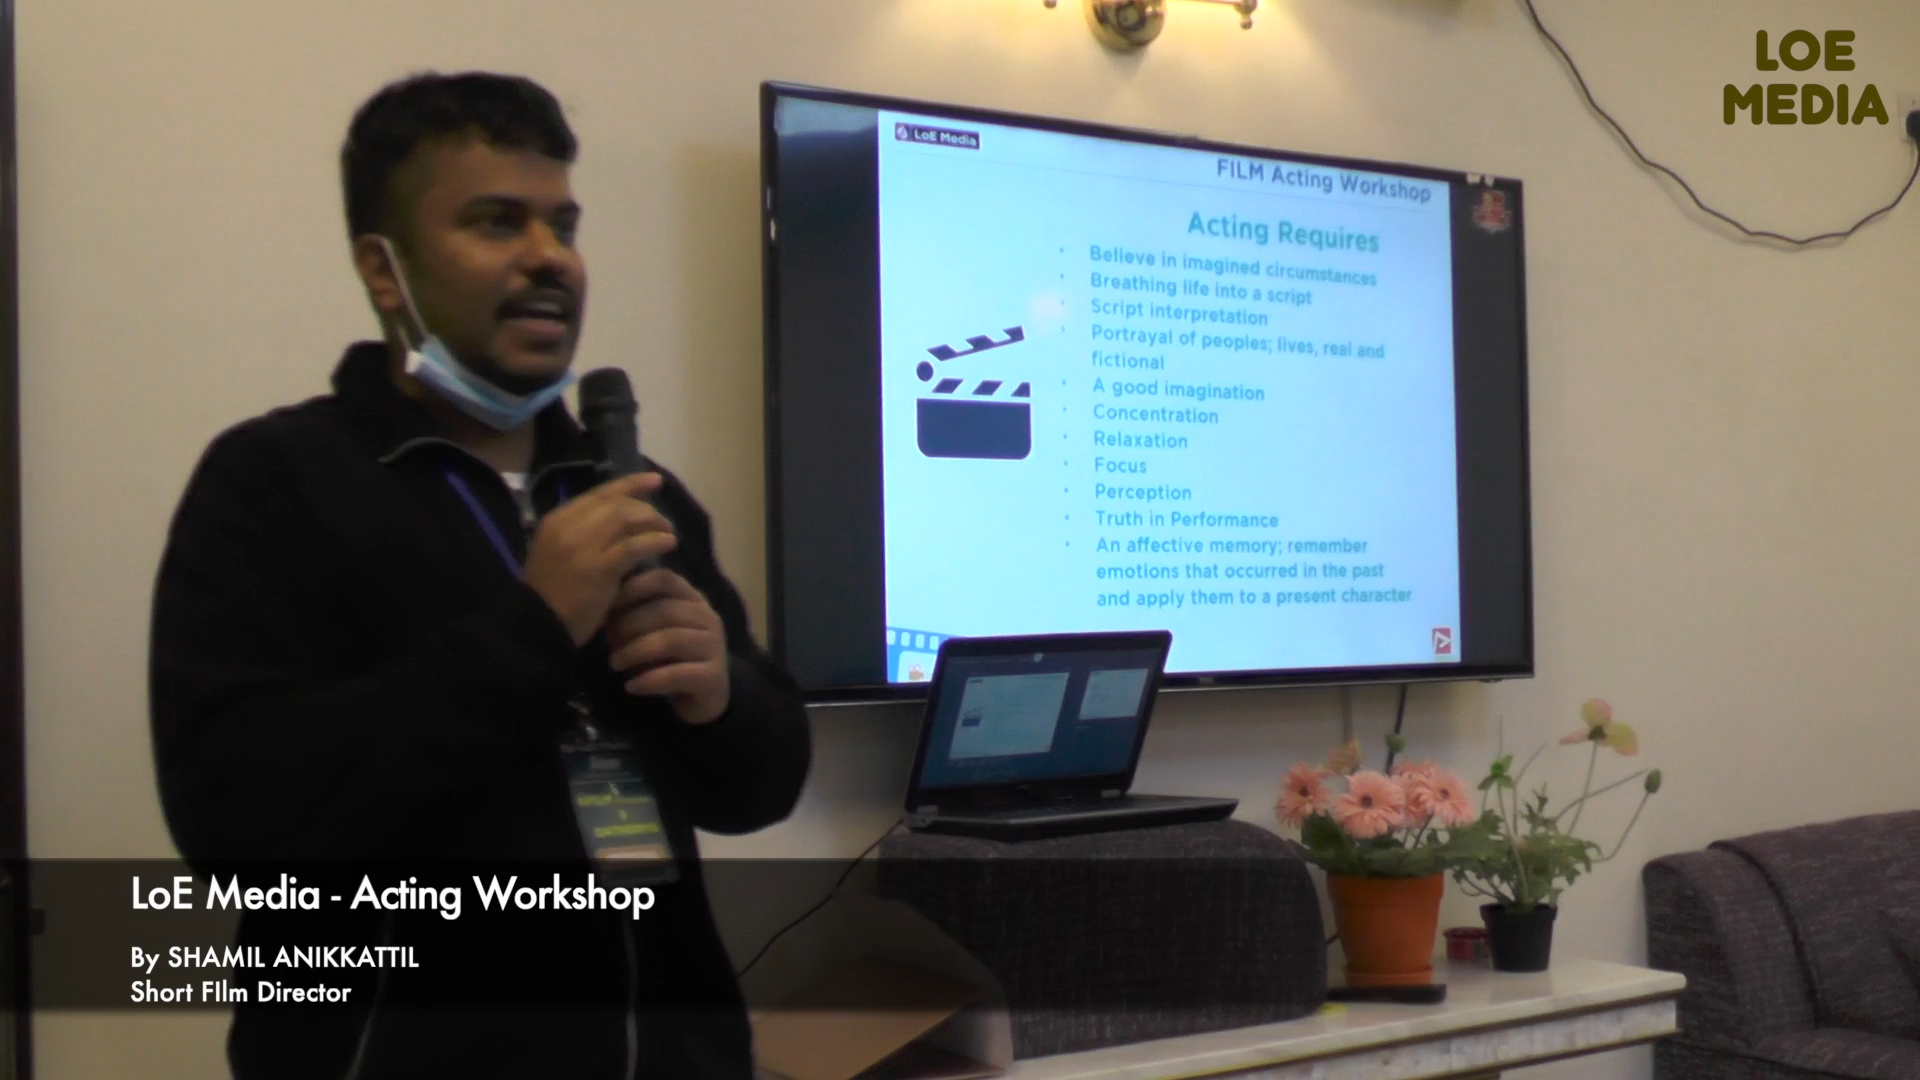 LOE
MEDIA
LoE Media
FILM Acting Workshop
Acting Requires
• Believe in imagined circumstances
• Breathing life into a script
• Script interpretation
• Portrayal of peoples; lives, real and
fictional
• A good imagination
• Concentration
• Relaxation
• Focus
• Perception
• Truth in Performance
• An affective memory; remember
emotions that occurred in the past
and apply them to a present character
LoE Media - Acting Workshop
By SHAMIL ANIKKATTIL
Short FIlm Director